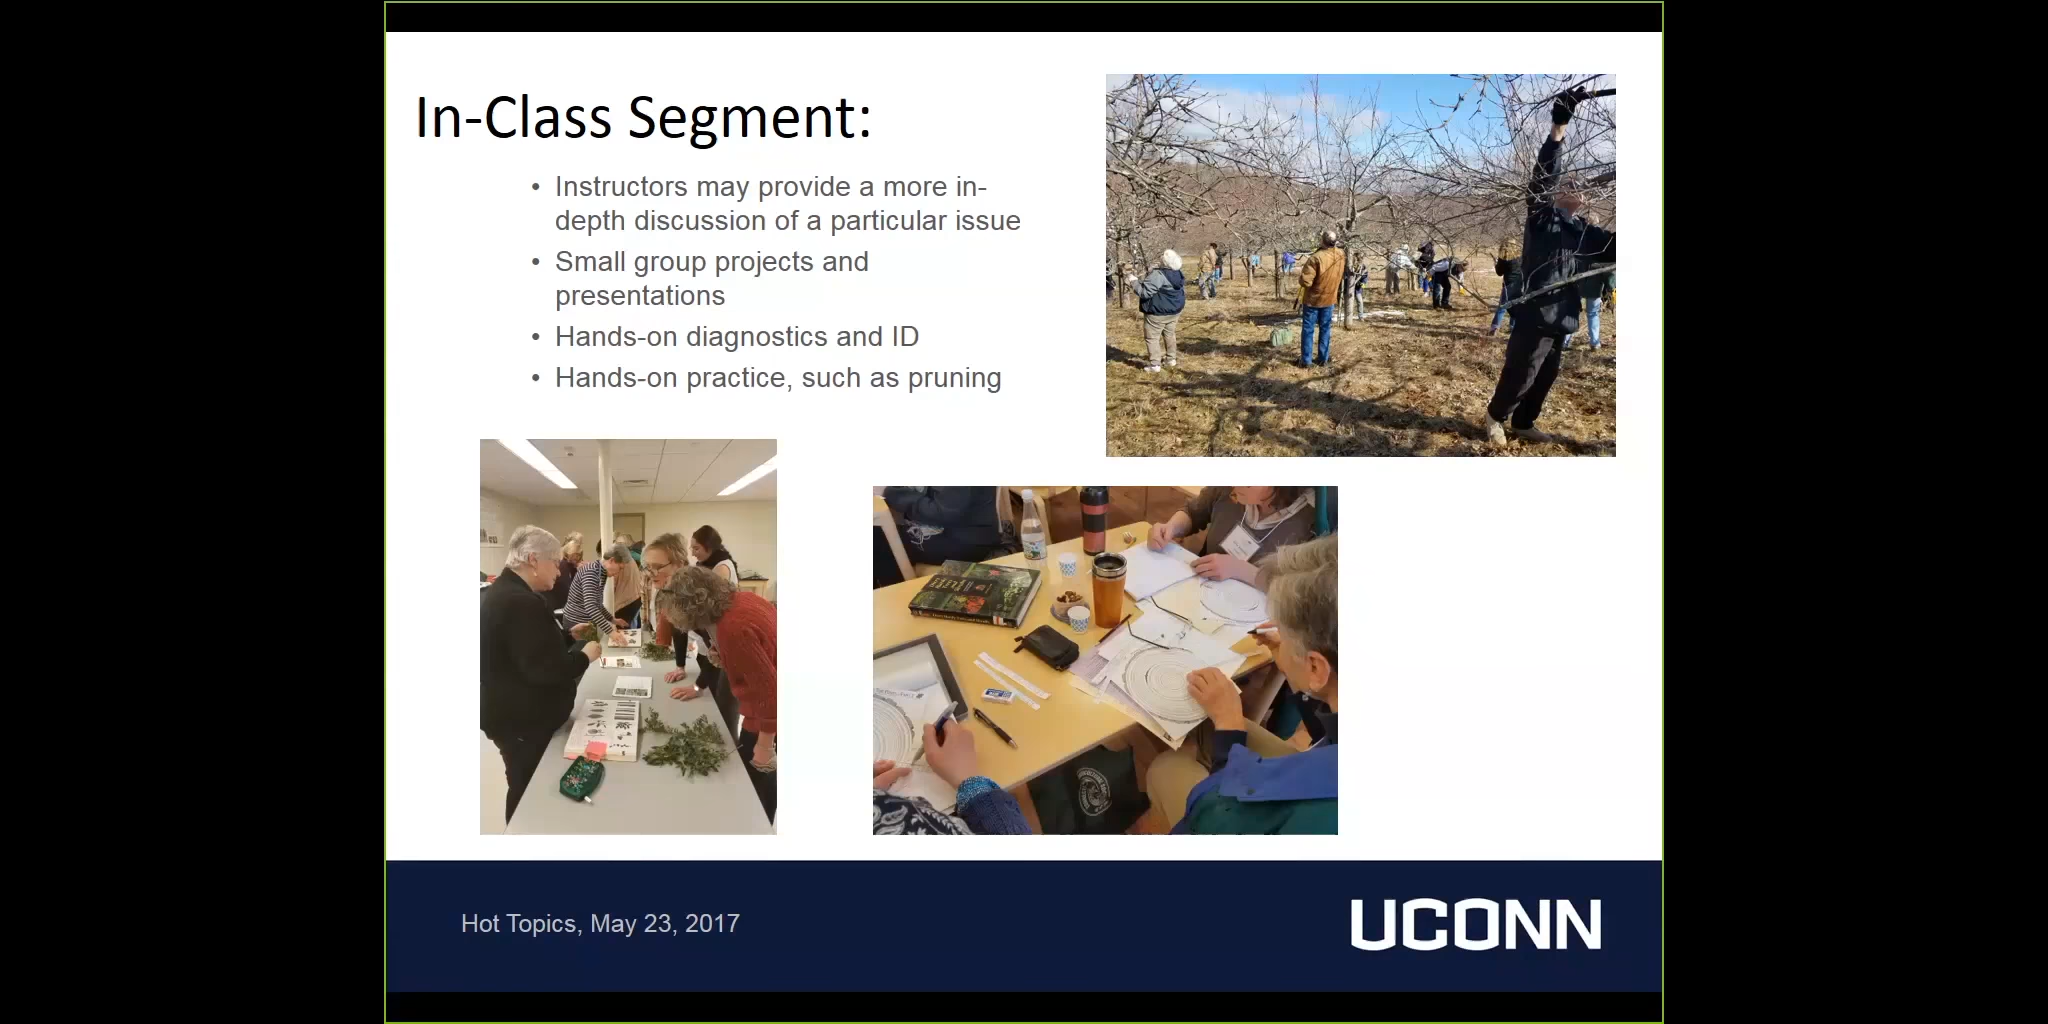 In-Class Segment:
• Instructors may provide a more in-
depth discussion of a particular issue
• Small group projects and
presentations
• Hands-on diagnostics and ID
• Hands-on practice, such as pruning
Hot Topics, May 23, 2017
UCONN